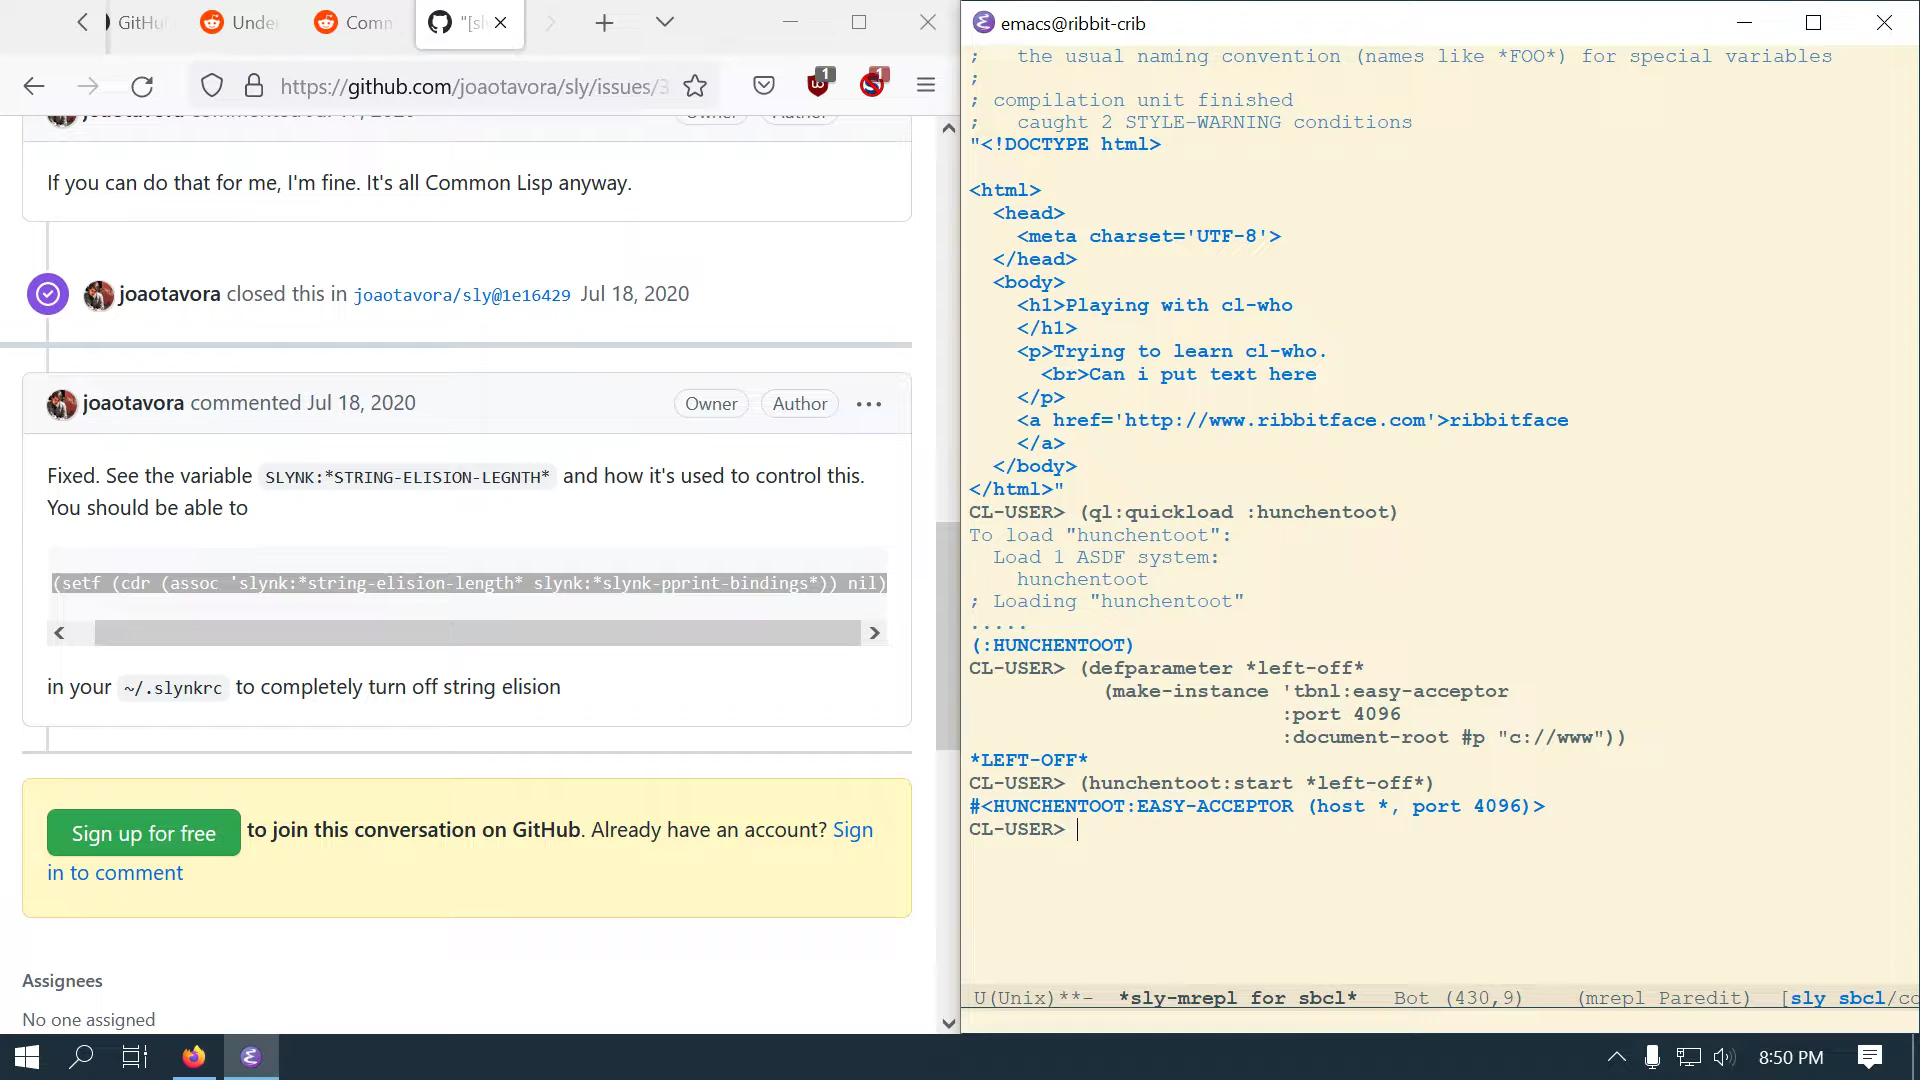 GitHu
Unde
Comm
"[sl
https://github.com/joaotavora/sly/issues/3
1
1
joaotavora commented Jul 17, 2020
Owner
Author
If you can do that for me, I'm fine. It's all Common Lisp anyway.
joaotavora closed this in joaotavora/sly@1e16429 Jul 18, 2020
joaotavora commented Jul 18, 2020
Owner
Author
Fixed. See the variable SLYNK:*STRING-ELISION-LEGNTH* and how it's used to control this.
You should be able to
(setf (cdr (assoc 'slynk:*string-elision-length* slynk:*slynk-pprint-bindings*)) nil)
in your ~/.slynkrc to completely turn off string elision
Sign up for free to join this conversation on GitHub. Already have an account? Sign
in to comment
Assignees
No one assigned
emacs@ribbit-crib
;   the usual naming convention (names like *FOO*) for special variables
;
; compilation unit finished
;   caught 2 STYLE-WARNING conditions
"<!DOCTYPE html>
<html>
  <head>
    <meta charset='UTF-8'>
  </head>
  <body>
    <h1>Playing with cl-who
    </h1>
    <p>Trying to learn cl-who.
      <br>Can i put text here
    </p>
    <a href='http://www.ribbitface.com'>ribbitface
    </a>
  </body>
</html>"
CL-USER> (ql:quickload :hunchentoot)
To load "hunchentoot":
  Load 1 ASDF system:
    hunchentoot
; Loading "hunchentoot"
.....
(:HUNCHENTOOT)
CL-USER> (defparameter *left-off*
           (make-instance 'tbnl:easy-acceptor
                          :port 4096
                          :document-root #p "c://www"))
*LEFT-OFF*
CL-USER> (hunchentoot:start *left-off*)
#<HUNCHENTOOT:EASY-ACCEPTOR (host *, port 4096)>
CL-USER>
U(Unix)**-  *sly-mrepl for sbcl*   Bot (430,9)    (mrepl Paredit)  [sly sbcl/co
8:50 PM